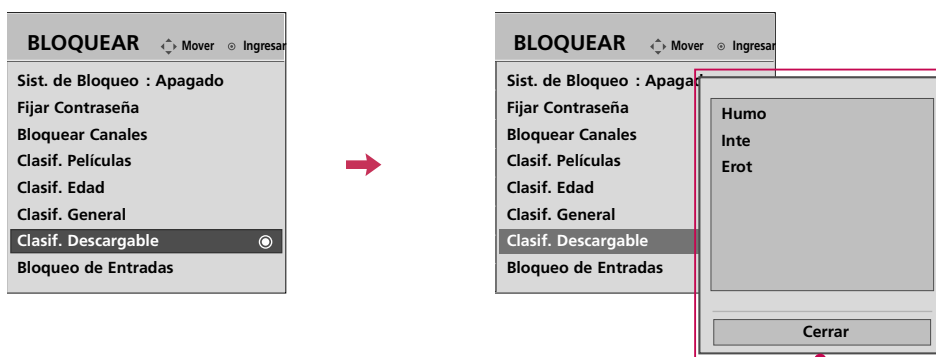 BLOQUEAR Mover Ingresar
Sist. de Bloqueo : Apagado
Fijar Contraseña
Bloquear Canales
Clasif. Películas
Clasif. Edad
Clasif. General
Clasif. Descargable
Bloqueo de Entradas
BLOQUEAR Mover Ingresar
Sist. de Bloqueo : Apagad
Fijar Contraseña
Bloquear Canales
Clasif. Películas
Clasif. Edad
Clasif. General
Clasif. Descargable
Bloqueo de Entradas
Humo
Inte
Erot
Cerrar